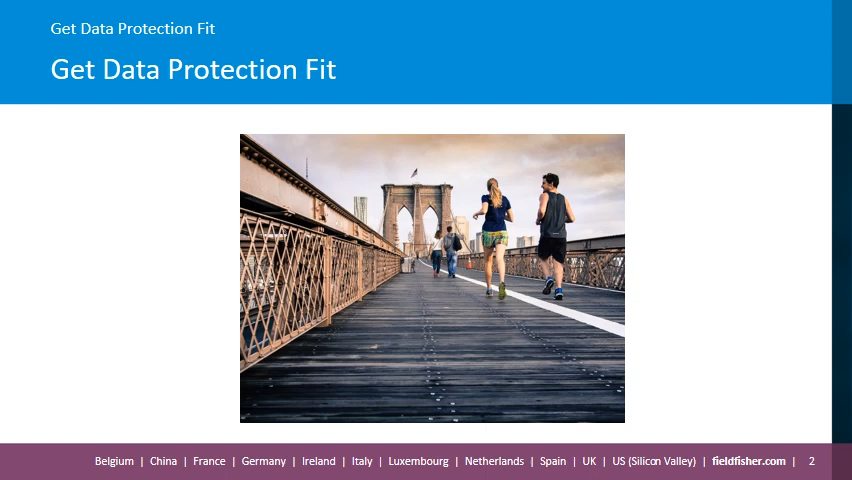 Get Data Protection Fit
Get Data Protection Fit
Belgium | China | France | Germany | Ireland | Italy | Luxembourg | Netherlands | Spain | UK | US (Silicon Valley) | fieldfisher.com | 2